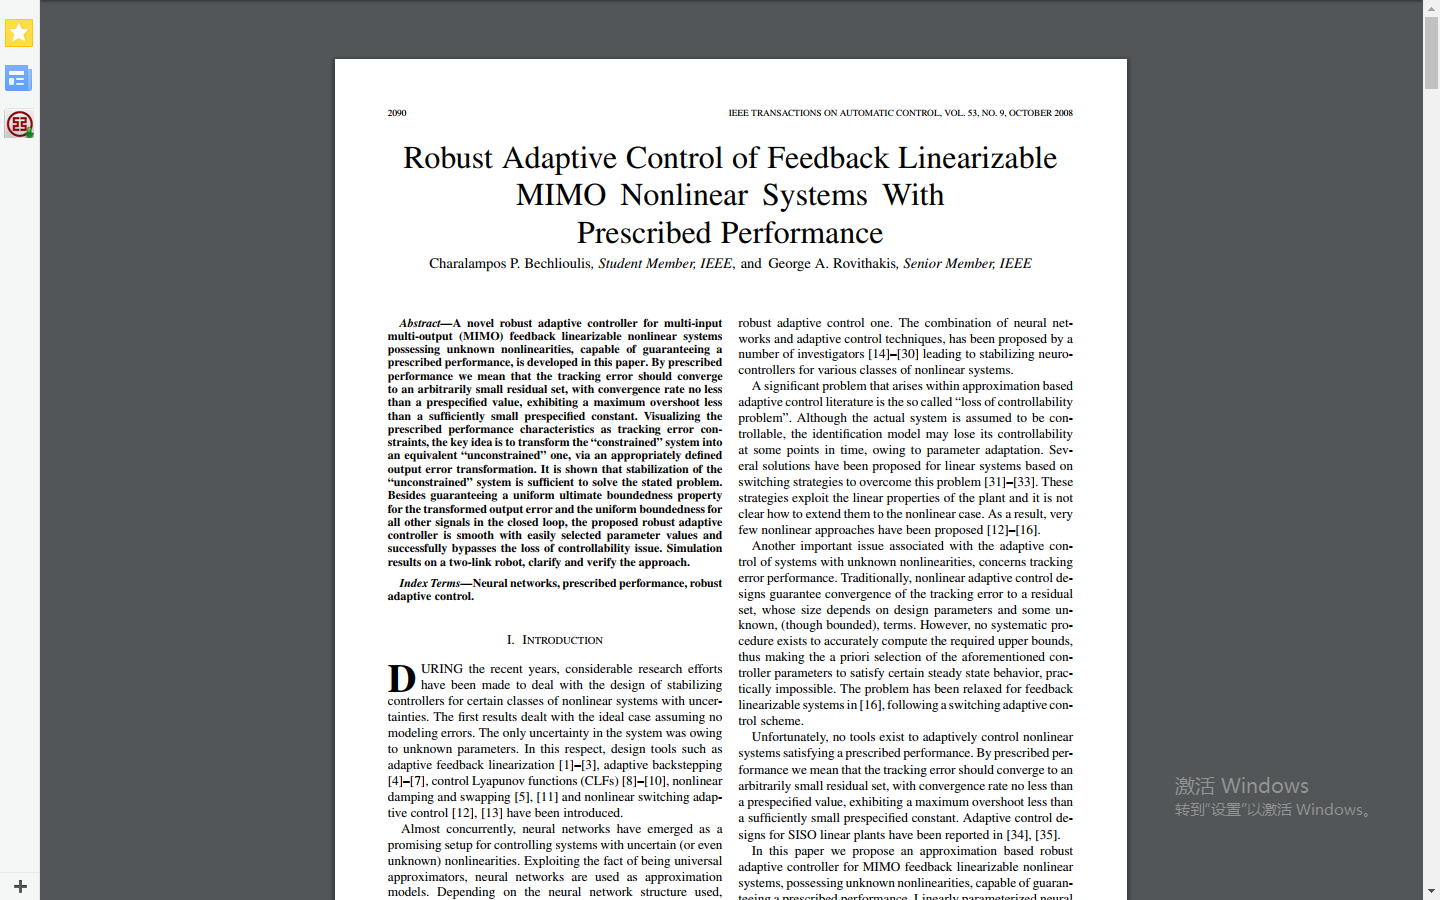 2090
IEEE TRANSACTIONS ON AUTOMATIC CONTROL, VOL. 53, NO. 9, OCTOBER 2008
Robust Adaptive Control of Feedback Linearizable
MIMO Nonlinear Systems With
Prescribed Performance
Charalampos P. Bechlioulis, Student Member, IEEE, and George A. Rovithakis, Senior Member, IEEE
Abstract—A novel robust adaptive controller for multi-input
multi-output (MIMO) feedback linearizable nonlinear systems
possessing unknown nonlinearities, capable of guaranteeing a
prescribed performance, is developed in this paper. By prescribed
performance we mean that the tracking error should converge
to an arbitrarily small residual set, with convergence rate no less
than a prespecified value, exhibiting a maximum overshoot less
than a sufficiently small prespecified constant. Visualizing the
prescribed performance characteristics as tracking error con-
straints, the key idea is to transform the “constrained” system into
an equivalent “unconstrained” one, via an appropriately defined
output error transformation. It is shown that stabilization of the
“unconstrained” system is sufficient to solve the stated problem.
Besides guaranteeing a uniform ultimate boundedness property
for the transformed output error and the uniform boundedness for
all other signals in the closed loop, the proposed robust adaptive
controller is smooth with easily selected parameter values and
successfully bypasses the loss of controllability issue. Simulation
results on a two-link robot, clarify and verify the approach.
Index Terms—Neural networks, prescribed performance, robust
adaptive control.
I. INTRODUCTION
DURING the recent years, considerable research efforts
have been made to deal with the design of stabilizing
controllers for certain classes of nonlinear systems with uncer-
tainties. The first results dealt with the ideal case assuming no
modeling errors. The only uncertainty in the system was owing
to unknown parameters. In this respect, design tools such as
adaptive feedback linearization [1]–[3], adaptive backstepping
[4]–[7], control Lyapunov functions (CLFs) [8]–[10], nonlinear
damping and swapping [5], [11] and nonlinear switching adap-
tive control [12], [13] have been introduced.
Almost concurrently, neural networks have emerged as a
promising setup for controlling systems with uncertain (or even
unknown) nonlinearities. Exploiting the fact of being universal
approximators, neural networks are used as approximation
models. Depending on the neural network structure used,
robust adaptive control one. The combination of neural net-
works and adaptive control techniques, has been proposed by a
number of investigators [14]–[30] leading to stabilizing neuro-
controllers for various classes of nonlinear systems.
A significant problem that arises within approximation based
adaptive control literature is the so called “loss of controllability
problem”. Although the actual system is assumed to be con-
trollable, the identification model may lose its controllability
at some points in time, owing to parameter adaptation. Sev-
eral solutions have been proposed for linear systems based on
switching strategies to overcome this problem [31]–[33]. These
strategies exploit the linear properties of the plant and it is not
clear how to extend them to the nonlinear case. As a result, very
few nonlinear approaches have been proposed [12]–[16].
Another important issue associated with the adaptive con-
trol of systems with unknown nonlinearities, concerns tracking
error performance. Traditionally, nonlinear adaptive control de-
signs guarantee convergence of the tracking error to a residual
set, whose size depends on design parameters and some un-
known, (though bounded), terms. However, no systematic pro-
cedure exists to accurately compute the required upper bounds,
thus making the a priori selection of the aforementioned con-
troller parameters to satisfy certain steady state behavior, prac-
tically impossible. The problem has been relaxed for feedback
linearizable systems in [16], following a switching adaptive con-
trol scheme.
Unfortunately, no tools exist to adaptively control nonlinear
systems satisfying a prescribed performance. By prescribed per-
formance we mean that the tracking error should converge to an
arbitrarily small residual set, with convergence rate no less than
a prespecified value, exhibiting a maximum overshoot less than
a sufficiently small prespecified constant. Adaptive control de-
signs for SISO linear plants have been reported in [34], [35].
In this paper we propose an approximation based robust
adaptive controller for MIMO feedback linearizable nonlinear
systems, possessing unknown nonlinearities, capable of guaran-
teeing a prescribed performance. Linearly parameterized neural
激活 Windows
转到“设置”以激活 Windows。